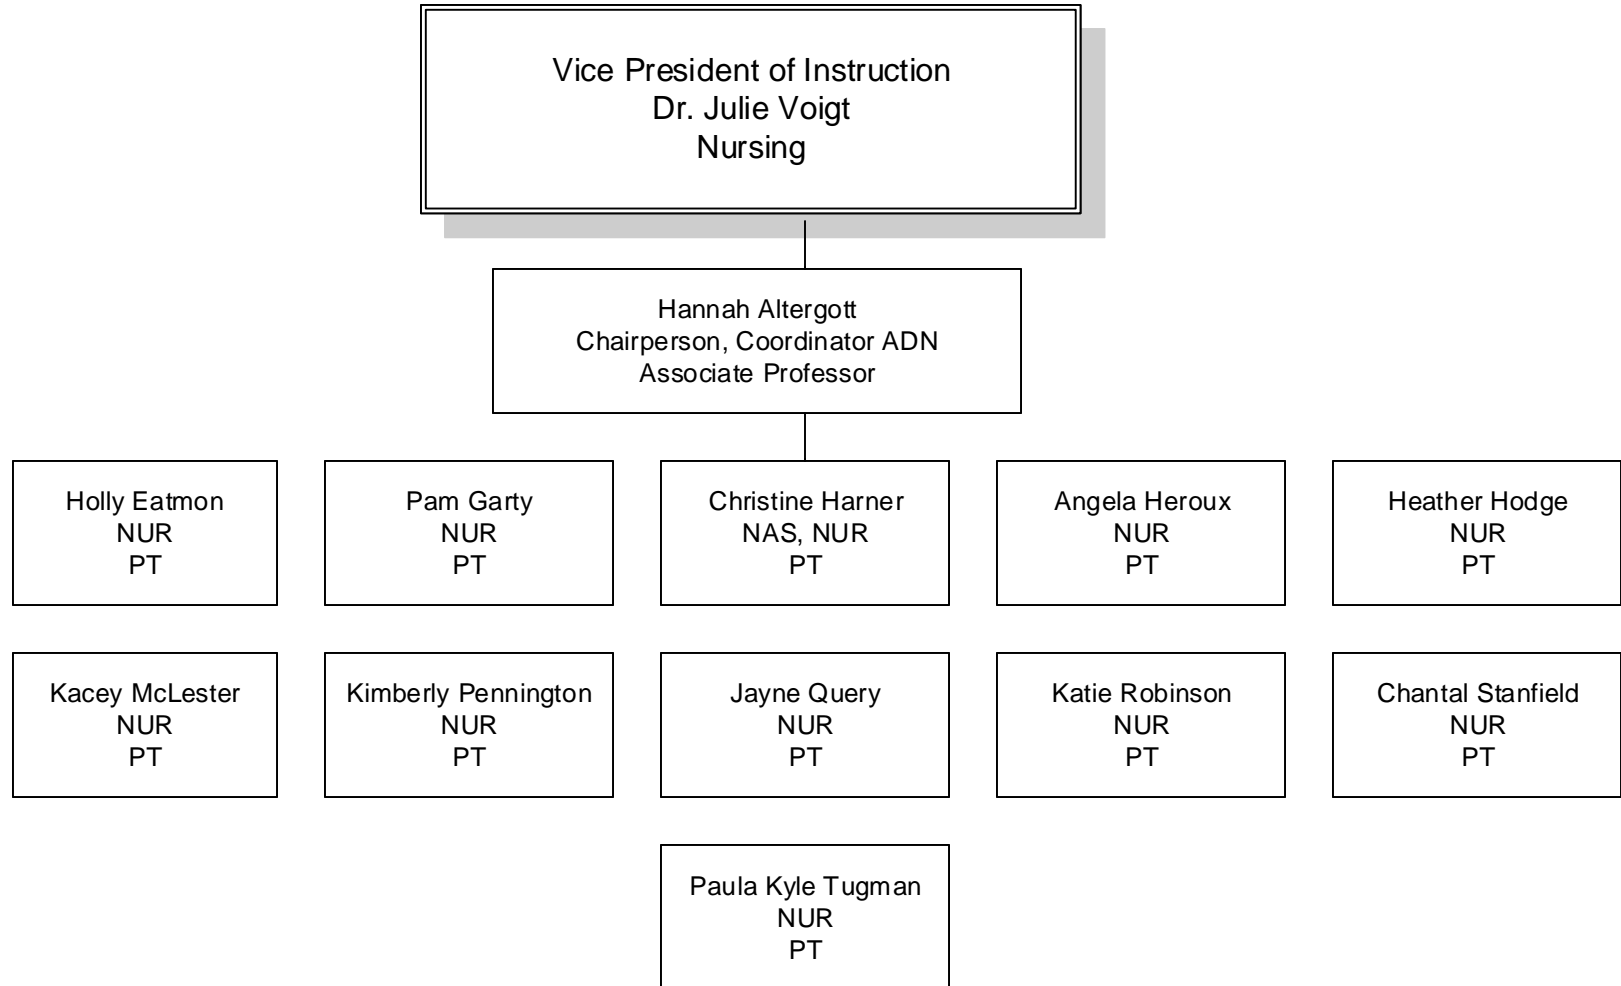 Vice President of Instruction
Dr. Julie Voigt
Nursing
Hannah Altergott
Chairperson, Coordinator ADN
Associate Professor
Holly Eatmon
NUR
PT
Pam Garty
NUR
PT
Christine Harner
NAS, NUR
PT
Angela Heroux
NUR
PT
Heather Hodge
NUR
PT
Kacey McLester
NUR
PT
Kimberly Pennington
NUR
PT
Jayne Query
NUR
PT
Katie Robinson
NUR
PT
Chantal Stanfield
NUR
PT
Paula Kyle Tugman
NUR
PT